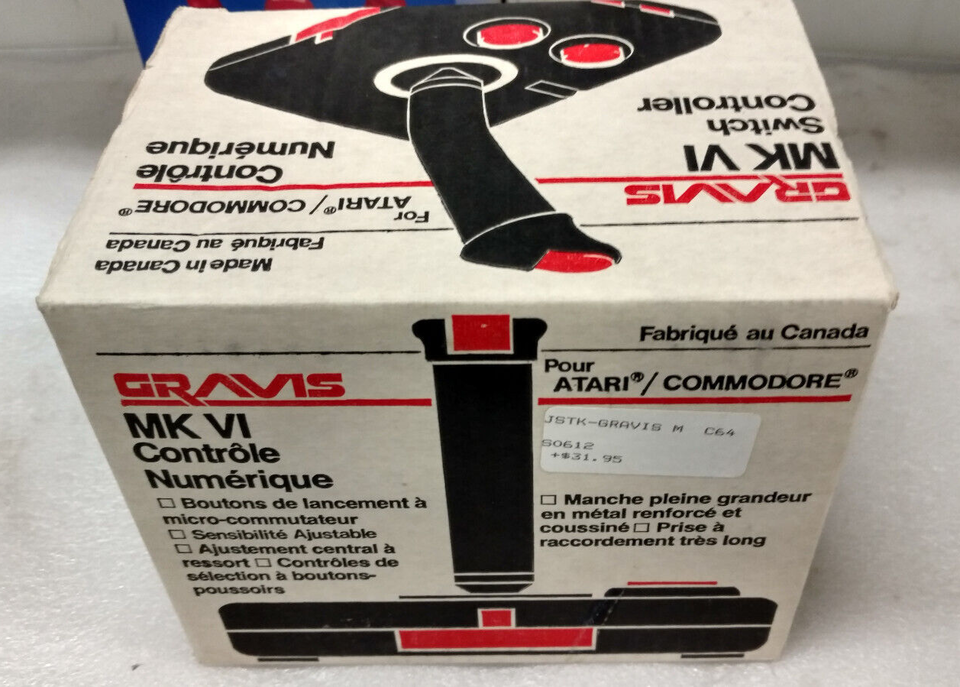 GRAVIS
MK VI
Switch
Controller
Contrôle
Numérique
For
ATARI®/COMMODORE®
Fabriqué au Canada
Made in Canada
Fabriqué au Canada
GRAVIS
MK VI
Contrôle
Numérique
□ Boutons de lancement à
micro-commutateur
□ Sensibilité Ajustable
□ Ajustement central à
ressort □ Contrôles de
sélection à boutons-
poussoirs
Pour
ATARI®/COMMODORE®
JSTK-GRAVIS M C64
S0612
+$31.95
□ Manche pleine grandeur
en métal renforcé et
coussiné □ Prise à
raccordement très long